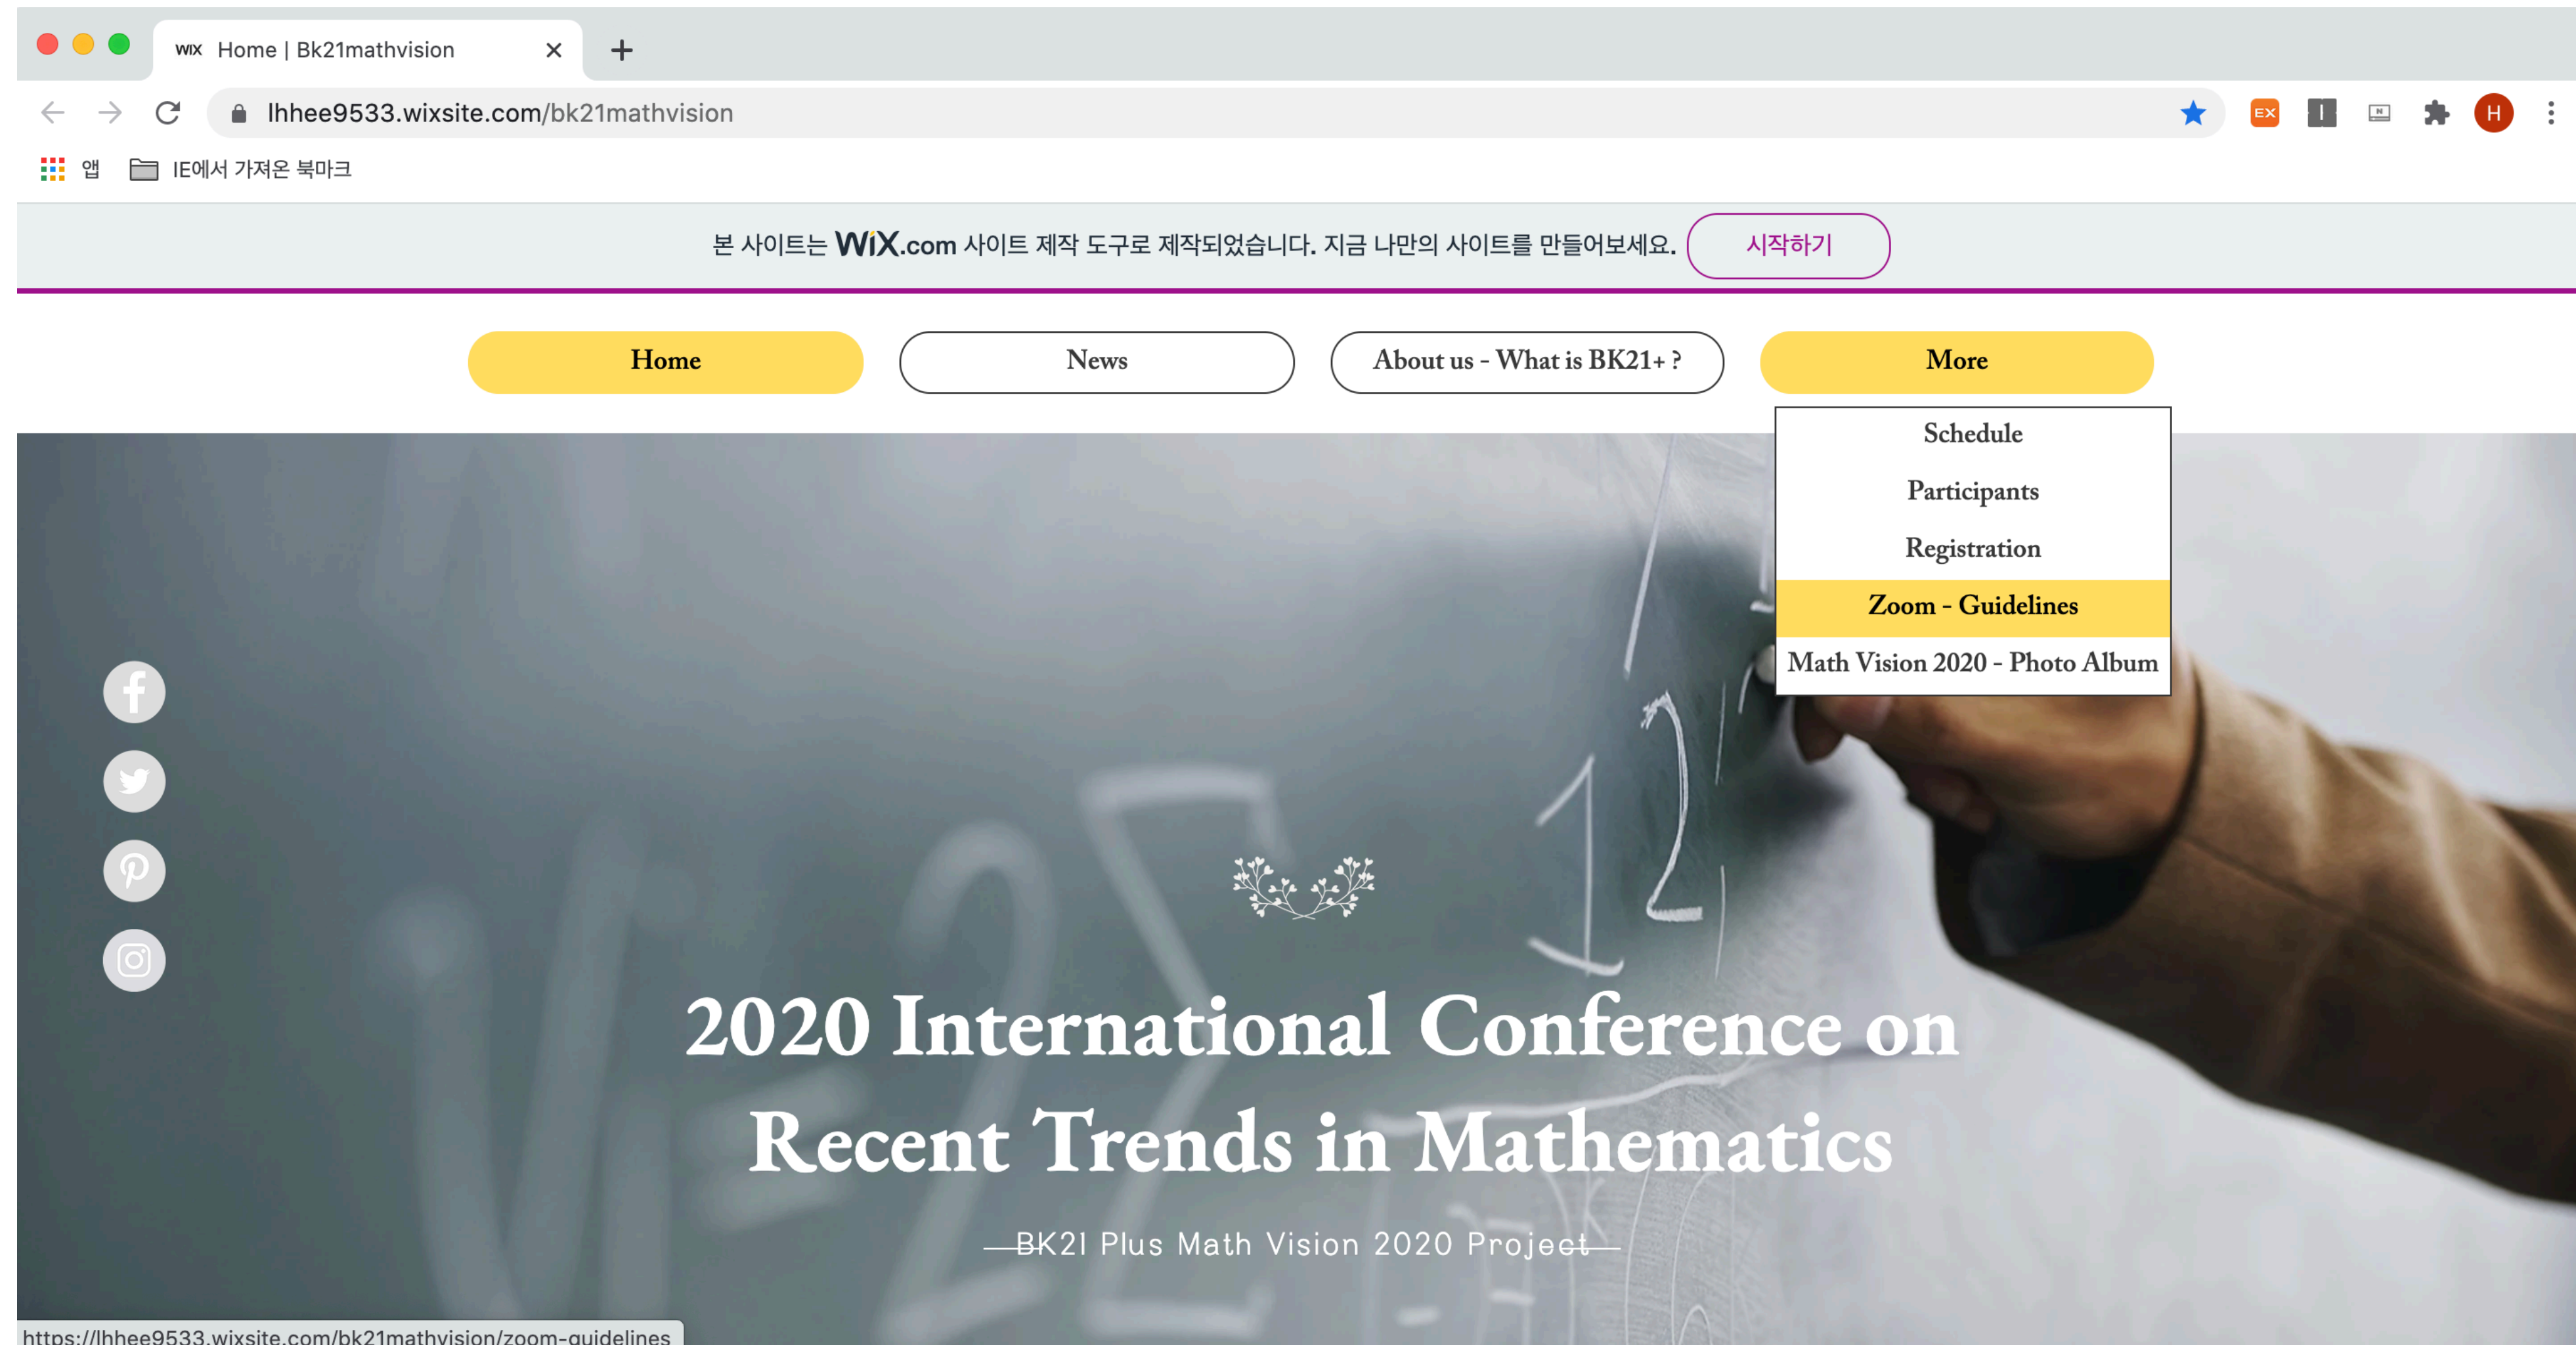 WiX Home | Bk21mathvision
lhhee9533.wixsite.com/bk21mathvision
EX
H
앱 IE에서 가져온 북마크
본 사이트는 WiX.com 사이트 제작 도구로 제작되었습니다. 지금 나만의 사이트를 만들어보세요. 시작하기
Home News About us - What is BK21+ ? More
Schedule
Participants
Registration
Zoom - Guidelines
Math Vision 2020 - Photo Album
2020 International Conference on
Recent Trends in Mathematics
BK21 Plus Math Vision 2020 Project
https://lhhee9533.wixsite.com/bk21mathvision/zoom-guidelines